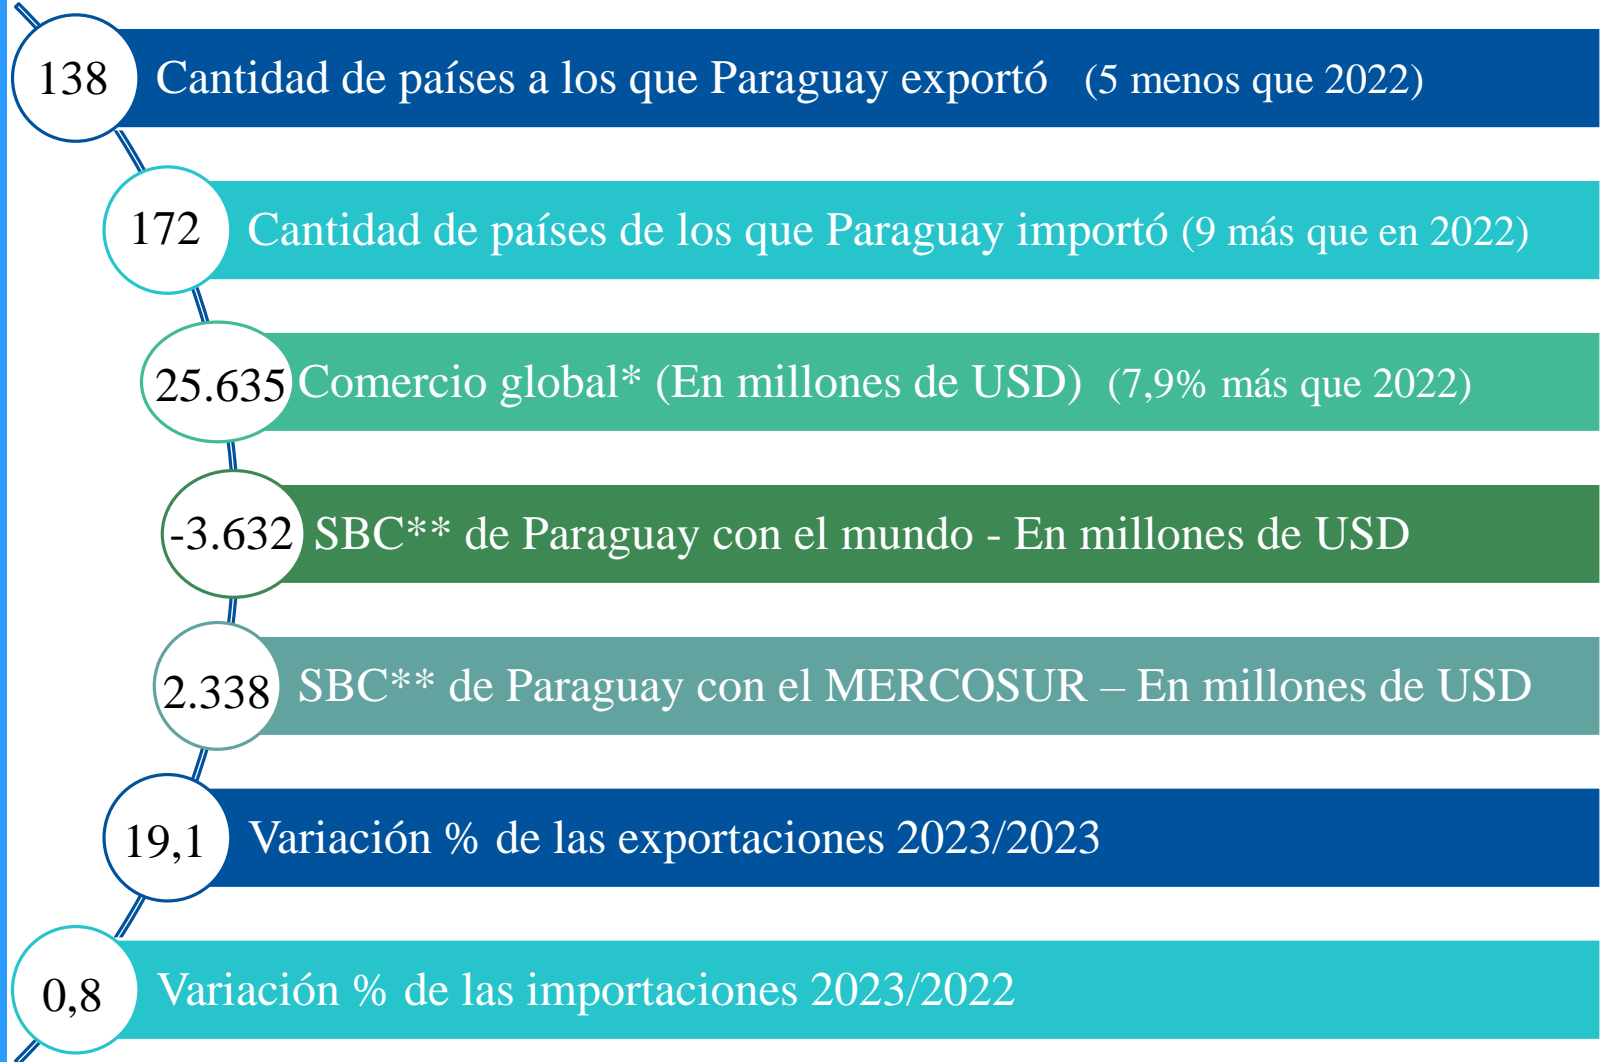 138 Cantidad de países a los que Paraguay exportó (5 menos que 2022)
172 Cantidad de países de los que Paraguay importó (9 más que en 2022)
25.635 Comercio global* (En millones de USD) (7,9% más que 2022)
-3.632 SBC** de Paraguay con el mundo - En millones de USD
2.338 SBC** de Paraguay con el MERCOSUR – En millones de USD
19,1 Variación % de las exportaciones 2023/2023
0,8 Variación % de las importaciones 2023/2022